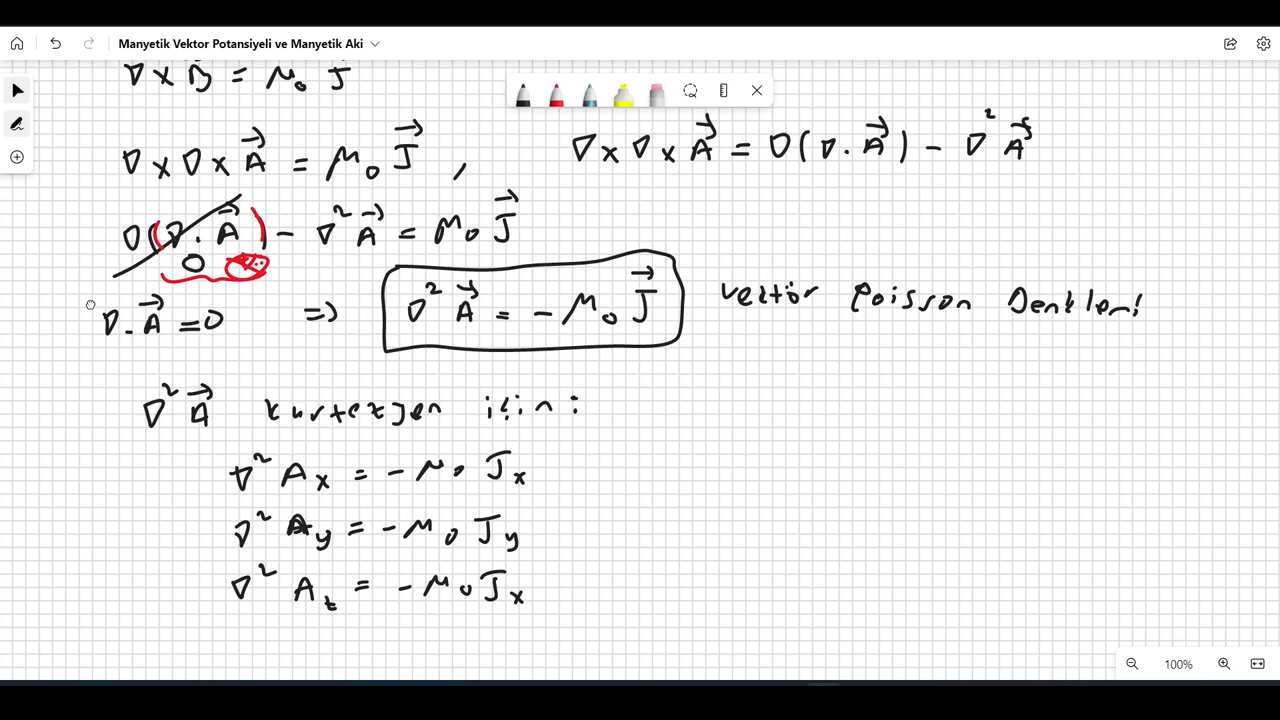 Manyetik Vektor Potansiyeli ve Manyetik Aki
∇ × B = μ₀ J
∇ × ∇ × A⃗ = μ₀ J⃗ , ∇ × ∇ × A⃗ = ∇(∇ . A⃗) - ∇² A⃗
∇(∇ . A⃗) - ∇² A⃗ = μ₀ J⃗
0
∇ . A⃗ = 0 => ∇² A⃗ = - μ₀ J⃗ Vektör Poisson Denklemi
∇² A⃗ kartezyen için :
∇² Ax = - μ₀ Jx
∇² Ay = - μ₀ Jy
∇² Az = - μ₀ Jx
100%